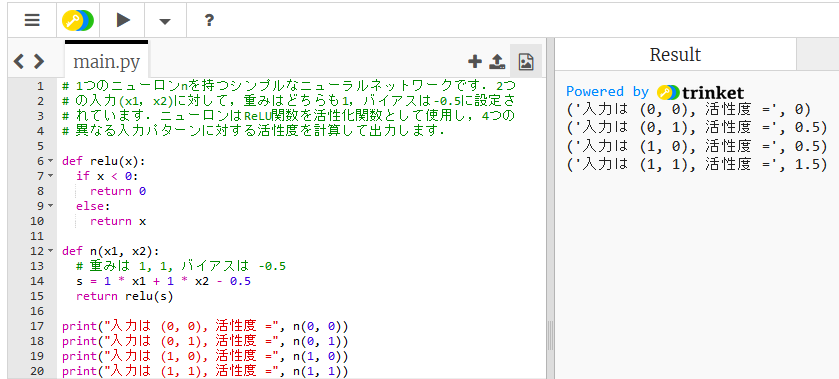 main.py
1 # 1つのニューロンnを持つシンプルなニューラルネットワークです．2つ
2 # の入力(x1，x2)に対して，重みはどちらも1，バイアスは-0.5に設定さ
3 # れています．ニューロンはReLU関数を活性化関数として使用し，4つの
4 # 異なる入力パターンに対する活性度を計算して出力します．
5
6 def relu(x):
7 if x < 0:
8 return 0
9 else:
10 return x
11
12 def n(x1, x2):
13 # 重みは 1, 1, バイアスは -0.5
14 s = 1 * x1 + 1 * x2 - 0.5
15 return relu(s)
16
17 print("入力は (0, 0), 活性度 =", n(0, 0))
18 print("入力は (0, 1), 活性度 =", n(0, 1))
19 print("入力は (1, 0), 活性度 =", n(1, 0))
20 print("入力は (1, 1), 活性度 =", n(1, 1))
Result
Powered by trinket
('入力は (0, 0), 活性度 =', 0)
('入力は (0, 1), 活性度 =', 0.5)
('入力は (1, 0), 活性度 =', 0.5)
('入力は (1, 1), 活性度 =', 1.5)